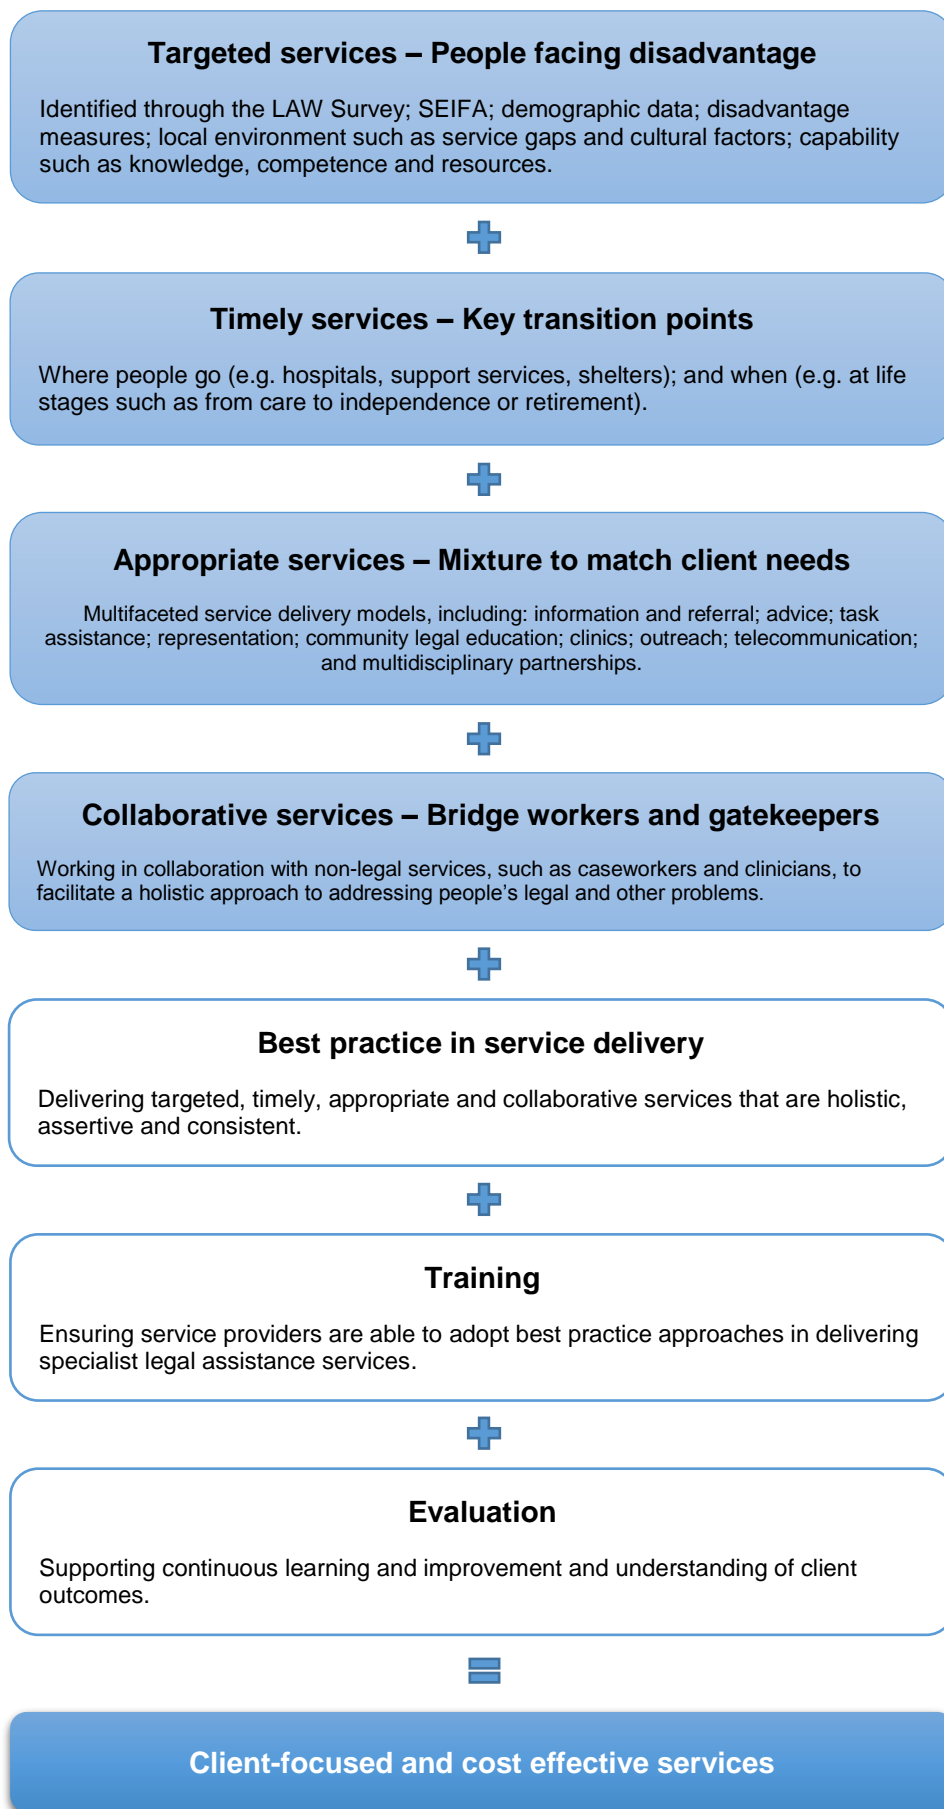 Targeted services – People facing disadvantage
Identified through the LAW Survey; SEIFA; demographic data; disadvantage
measures; local environment such as service gaps and cultural factors; capability
such as knowledge, competence and resources.
Timely services – Key transition points
Where people go (e.g. hospitals, support services, shelters); and when (e.g. at life
stages such as from care to independence or retirement).
Appropriate services – Mixture to match client needs
Multifaceted service delivery models, including: information and referral; advice; task
assistance; representation; community legal education; clinics; outreach; telecommunication;
and multidisciplinary partnerships.
Collaborative services – Bridge workers and gatekeepers
Working in collaboration with non-legal services, such as caseworkers and clinicians, to
facilitate a holistic approach to addressing people’s legal and other problems.
Best practice in service delivery
Delivering targeted, timely, appropriate and collaborative services that are holistic,
assertive and consistent.
Training
Ensuring service providers are able to adopt best practice approaches in delivering
specialist legal assistance services.
Evaluation
Supporting continuous learning and improvement and understanding of client
outcomes.
Client-focused and cost effective services